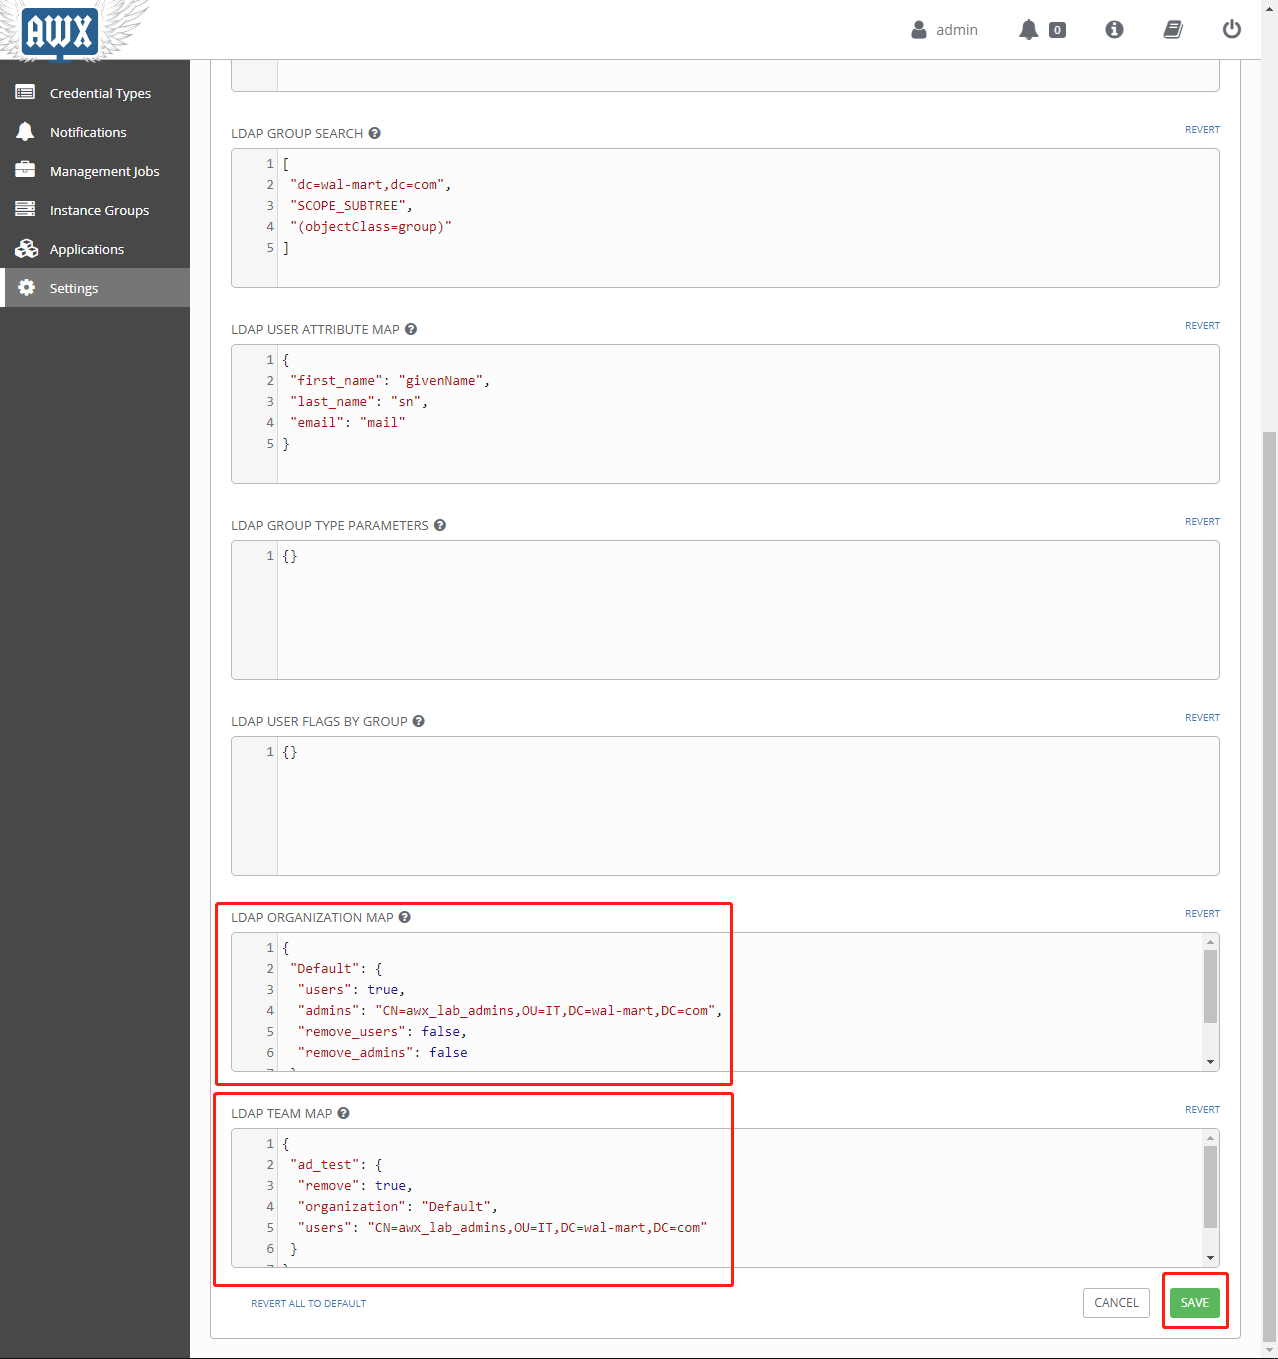 AWX
admin
0
Credential Types
Notifications
Management Jobs
Instance Groups
Applications
Settings
LDAP GROUP SEARCH ?
REVERT
1 [
2 "dc=wal-mart,dc=com",
3 "SCOPE_SUBTREE",
4 "(objectClass=group)"
5 ]
LDAP USER ATTRIBUTE MAP ?
REVERT
1 {
2 "first_name": "givenName",
3 "last_name": "sn",
4 "email": "mail"
5 }
LDAP GROUP TYPE PARAMETERS ?
REVERT
1 {}
LDAP USER FLAGS BY GROUP ?
REVERT
1 {}
LDAP ORGANIZATION MAP ?
REVERT
1 {
2 "Default": {
3 "users": true,
4 "admins": "CN=awx_lab_admins,OU=IT,DC=wal-mart,DC=com",
5 "remove_users": false,
6 "remove_admins": false
LDAP TEAM MAP ?
REVERT
1 {
2 "ad_test": {
3 "remove": true,
4 "organization": "Default",
5 "users": "CN=awx_lab_admins,OU=IT,DC=wal-mart,DC=com"
6 }
REVERT ALL TO DEFAULT
CANCEL
SAVE